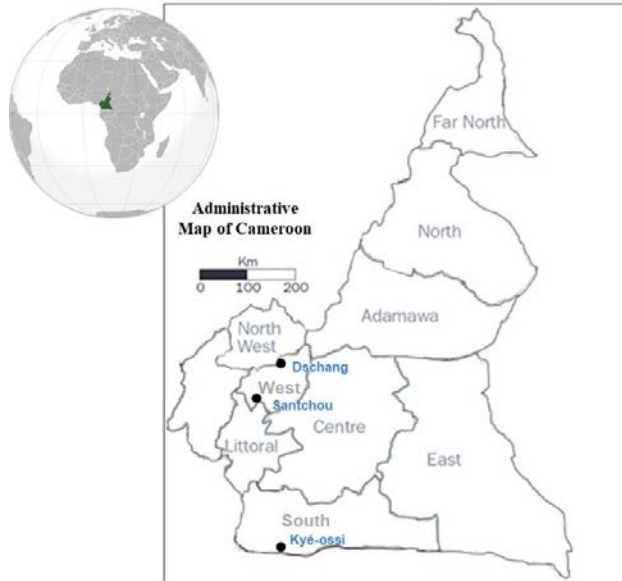 Far North
Administrative
Map of Cameroon
North
Km
0 100 200
Adamawa
North
West
Dschang
West
Santchou
Centre
Littoral
East
South
Kyé-ossi